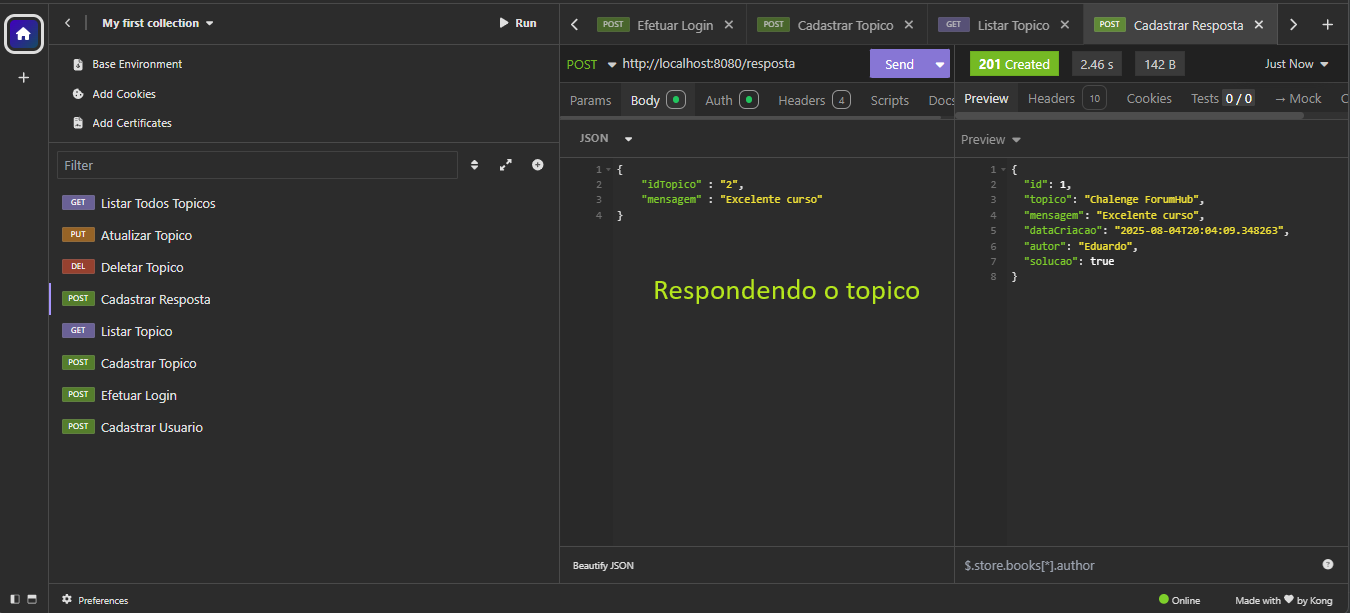 My first collection
Run
Base Environment
Add Cookies
Add Certificates
Filter
GET Listar Todos Topicos
PUT Atualizar Topico
DEL Deletar Topico
POST Cadastrar Resposta
GET Listar Topico
POST Cadastrar Topico
POST Efetuar Login
POST Cadastrar Usuario
Preferences
POST Efetuar Login
POST Cadastrar Topico
GET Listar Topico
POST Cadastrar Resposta
POST http://localhost:8080/resposta Send
Params Body Auth Headers 4 Scripts Docs
JSON
1 {
2 "idTopico" : "2",
3 "mensagem" : "Excelente curso"
4 }
Respondendo o topico
Beautify JSON
201 Created 2.46 s 142 B Just Now
Preview Headers 10 Cookies Tests 0 / 0 → Mock C
Preview
1 {
2 "id": 1,
3 "topico": "Chalenge ForumHub",
4 "mensagem": "Excelente curso",
5 "dataCriacao": "2025-08-04T20:04:09.348263",
6 "autor": "Eduardo",
7 "solucao": true
8 }
$.store.books[*].author
Online Made with ♥ by Kong